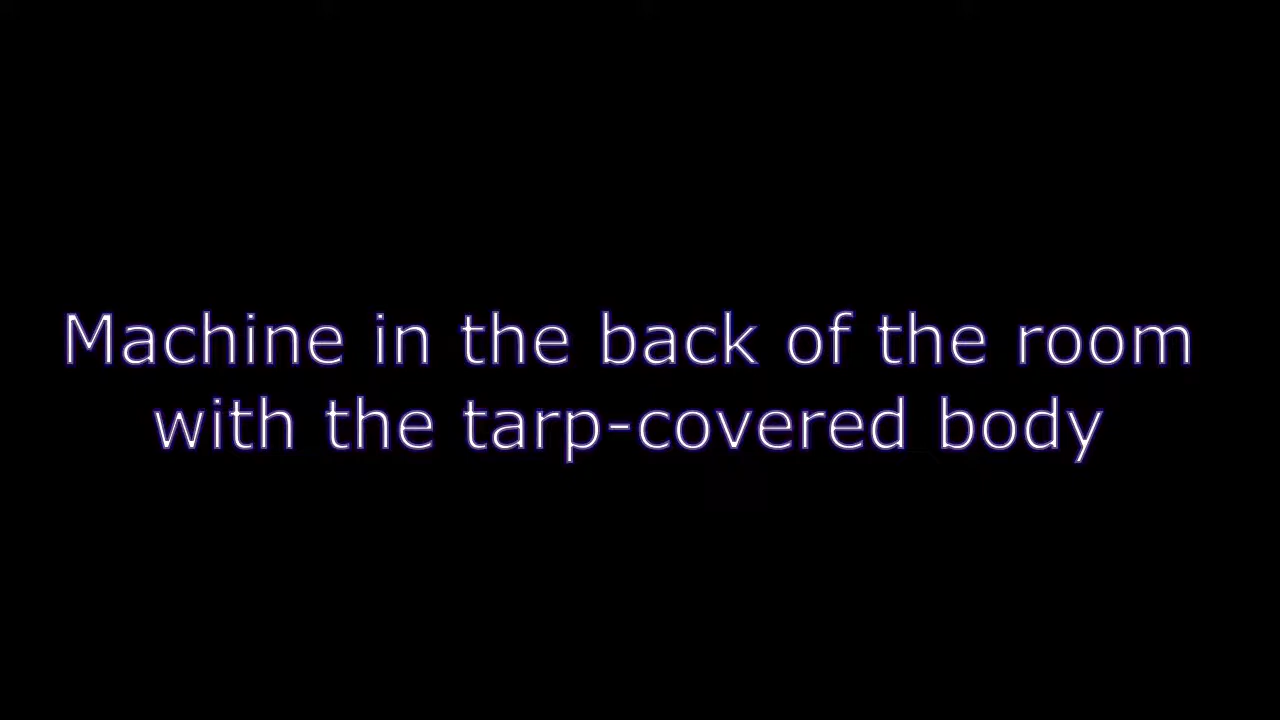 Machine in the back of the room
with the tarp-covered body